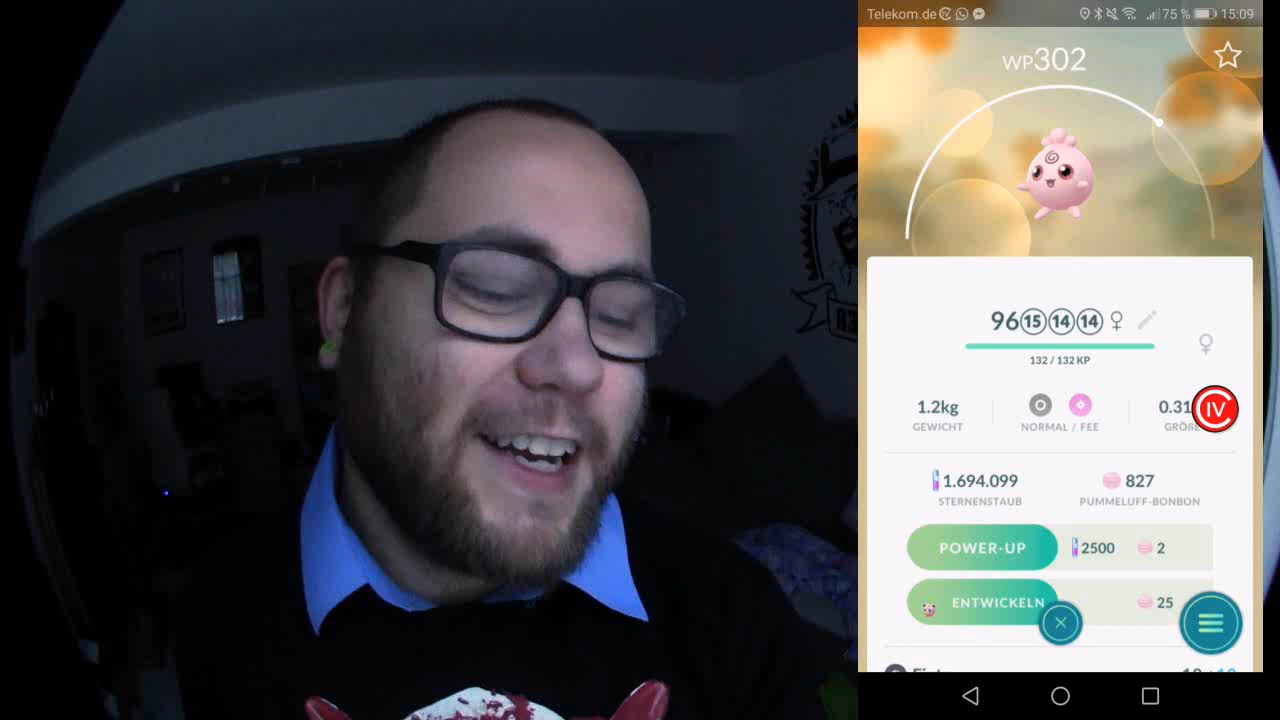 Telekom.de 75 % 15:09
WP302
96 15 14 14 ♀
132 / 132 KP
1.2kg 0.31
GEWICHT NORMAL / FEE GRÖßE
IV
1.694.099 827
STERNENSTAUB PUMMELUFF-BONBON
POWER-UP 2500 2
ENTWICKELN 25